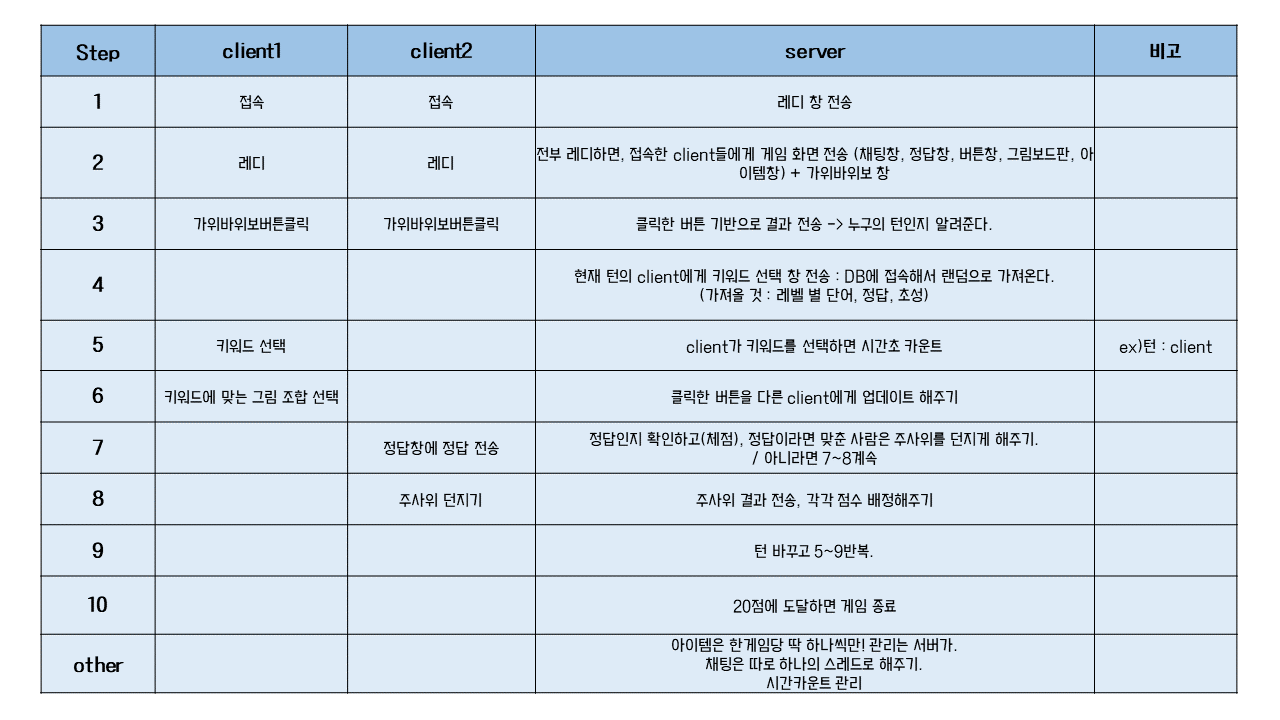 Step client1 client2 server 비고
1 접속 접속 레디 창 전송
2 레디 레디 전부 레디하면, 접속한 client들에게 게임 화면 전송 (채팅창, 정답창, 버튼창, 그림보드판, 아
이템창) + 가위바위보 창
3 가위바위보버튼클릭 가위바위보버튼클릭 클릭한 버튼 기반으로 결과 전송 -> 누구의 턴인지 알려준다.
4 현재 턴의 client에게 키워드 선택 창 전송 : DB에 접속해서 랜덤으로 가져온다.
(가져올 것 : 레벨 별 단어, 정답, 초성)
5 키워드 선택 client가 키워드를 선택하면 시간초 카운트 ex)턴 : client
6 키워드에 맞는 그림 조합 선택 클릭한 버튼을 다른 client에게 업데이트 해주기
7 정답창에 정답 전송 정답인지 확인하고(체점), 정답이라면 맞춘 사람은 주사위를 던지게 해주기.
/ 아니라면 7~8계속
8 주사위 던지기 주사위 결과 전송, 각각 점수 배정해주기
9 턴 바꾸고 5~9반복.
10 20점에 도달하면 게임 종료
other 아이템은 한게임당 딱 하나씩만! 관리는 서버가.
채팅은 따로 하나의 스레드로 해주기.
시간카운트 관리